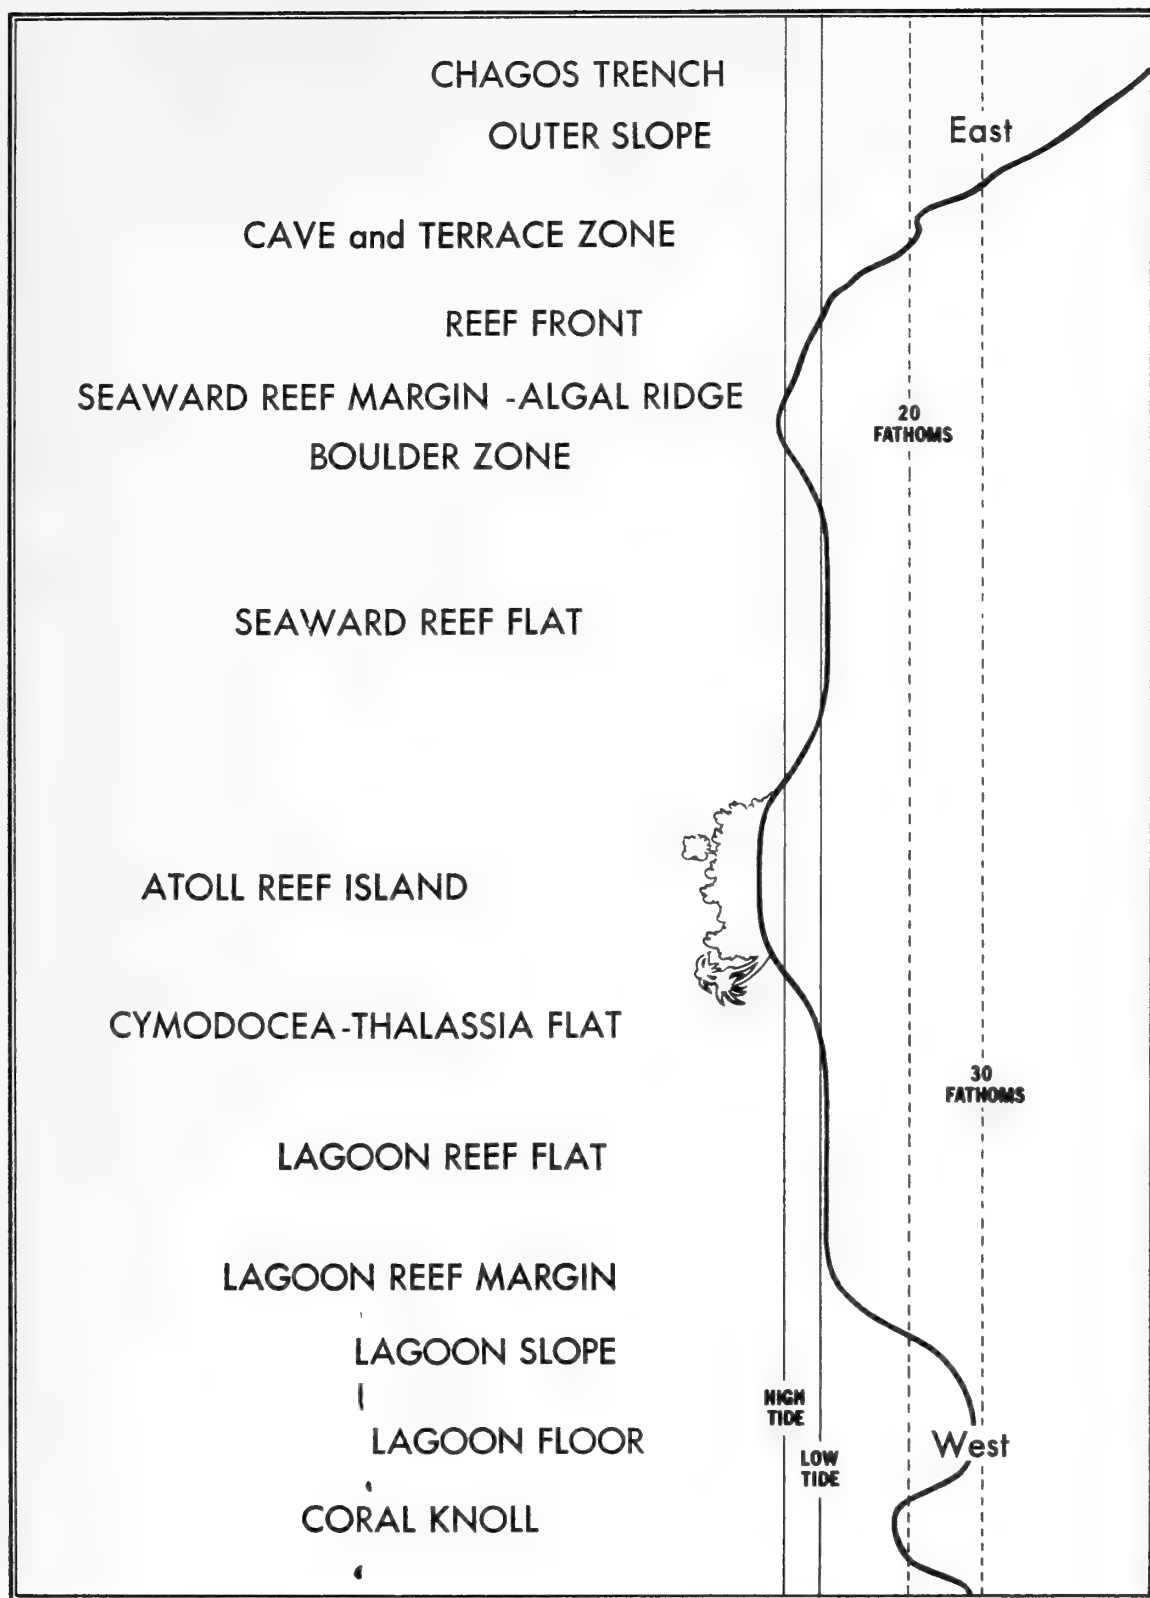 CHAGOS TRENCH
OUTER SLOPE
East
CAVE and TERRACE ZONE
REEF FRONT
SEAWARD REEF MARGIN -ALGAL RIDGE
20
FATHOMS
BOULDER ZONE
SEAWARD REEF FLAT
ATOLL REEF ISLAND
CYMODOCEA-THALASSIA FLAT
30
FATHOMS
LAGOON REEF FLAT
LAGOON REEF MARGIN
LAGOON SLOPE
HIGH
TIDE
LAGOON FLOOR
West
LOW
TIDE
CORAL KNOLL